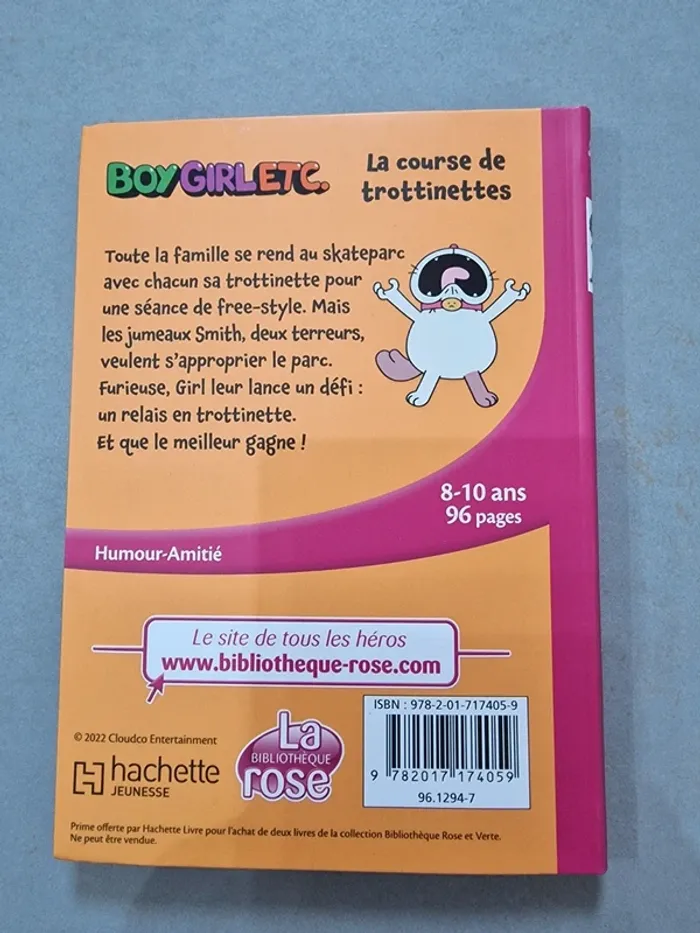 BOY GIRL ETC.
La course de
trottinettes
Toute la famille se rend au skateparc
avec chacun sa trottinette pour
une séance de free-style. Mais
les jumeaux Smith, deux terreurs,
veulent s'approprier le parc.
Furieuse, Girl leur lance un défi :
un relais en trottinette.
Et que le meilleur gagne !
8-10 ans
96 pages
Humour-Amitié
Le site de tous les héros
www.bibliotheque-rose.com
ISBN : 978-2-01-717405-9
9 782017 174059
96.1294-7
© 2022 Cloudco Entertainment
hachette
JEUNESSE
La
BIBLIOTHÈQUE
rose
Prime offerte par Hachette Livre pour l'achat de deux livres de la collection Bibliothèque Rose et Verte.
Ne peut être vendue.